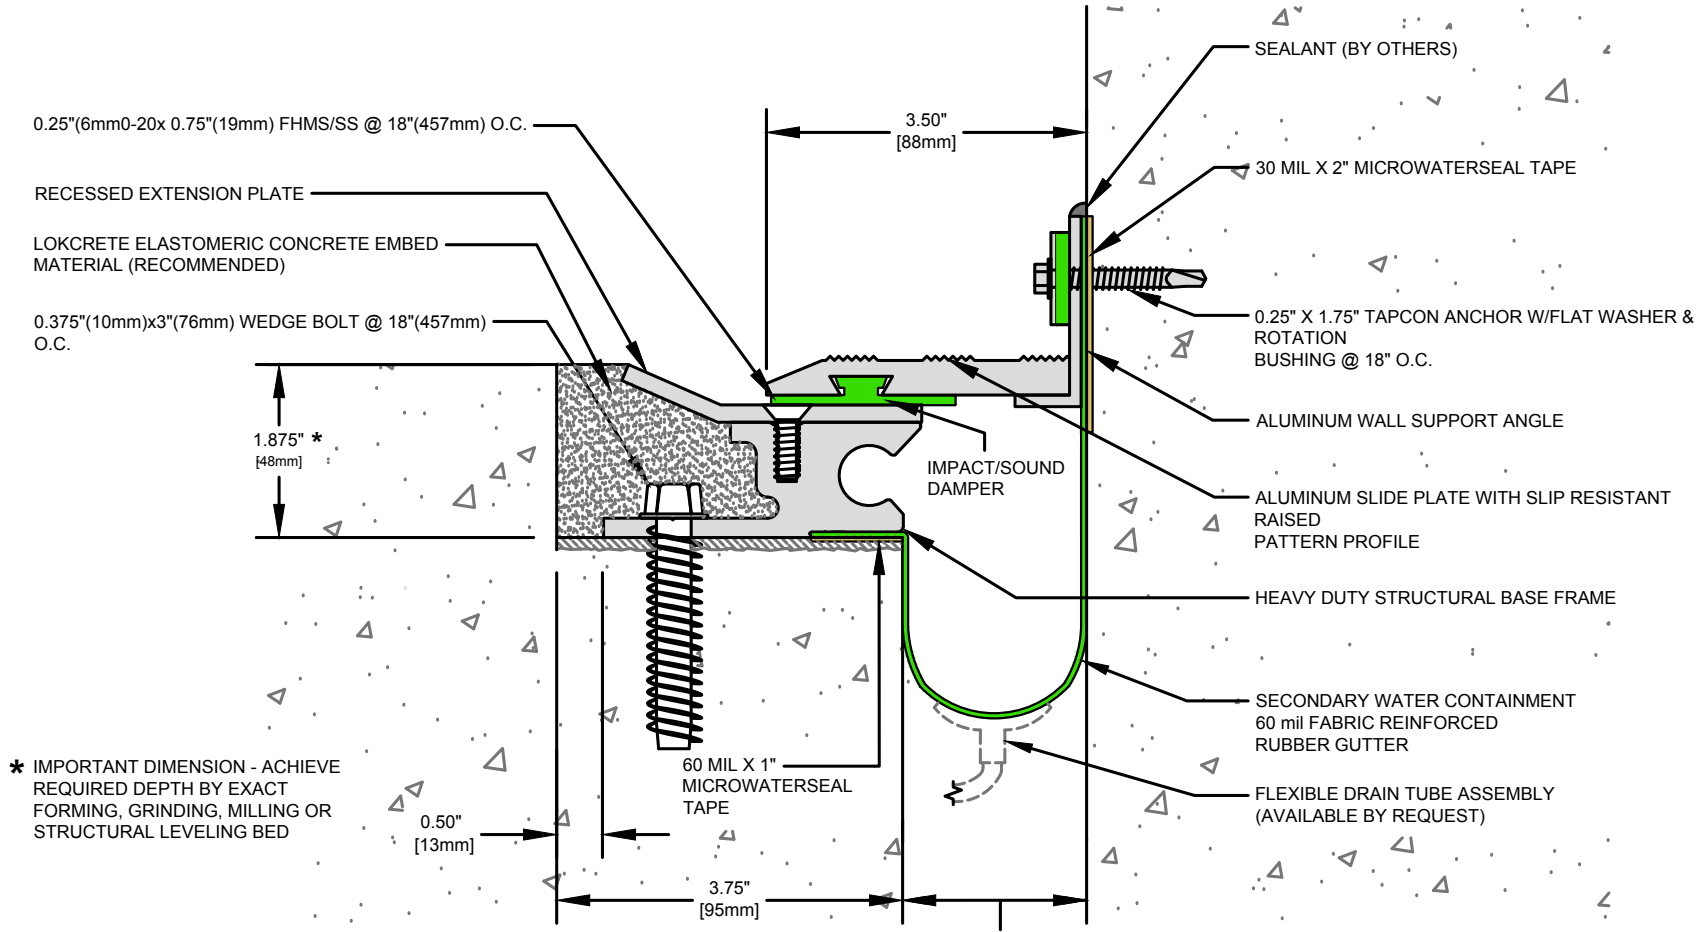 SEALANT (BY OTHERS)
0.25"(6mm0-20x 0.75"(19mm) FHMS/SS @ 18"(457mm) O.C.
3.50"
[88mm]
30 MIL X 2" MICROWATERSEAL TAPE
RECESSED EXTENSION PLATE
LOKCRETE ELASTOMERIC CONCRETE EMBED
MATERIAL (RECOMMENDED)
0.375"(10mm)x3"(76mm) WEDGE BOLT @ 18"(457mm)
O.C.
0.25" X 1.75" TAPCON ANCHOR W/FLAT WASHER &
ROTATION
BUSHING @ 18" O.C.
ALUMINUM WALL SUPPORT ANGLE
1.875" *
[48mm]
IMPACT/SOUND
DAMPER
ALUMINUM SLIDE PLATE WITH SLIP RESISTANT
RAISED
PATTERN PROFILE
HEAVY DUTY STRUCTURAL BASE FRAME
SECONDARY WATER CONTAINMENT
60 mil FABRIC REINFORCED
RUBBER GUTTER
60 MIL X 1"
MICROWATERSEAL
TAPE
* IMPORTANT DIMENSION - ACHIEVE
REQUIRED DEPTH BY EXACT
FORMING, GRINDING, MILLING OR
STRUCTURAL LEVELING BED
FLEXIBLE DRAIN TUBE ASSEMBLY
(AVAILABLE BY REQUEST)
0.50"
[13mm]
3.75"
[95mm]